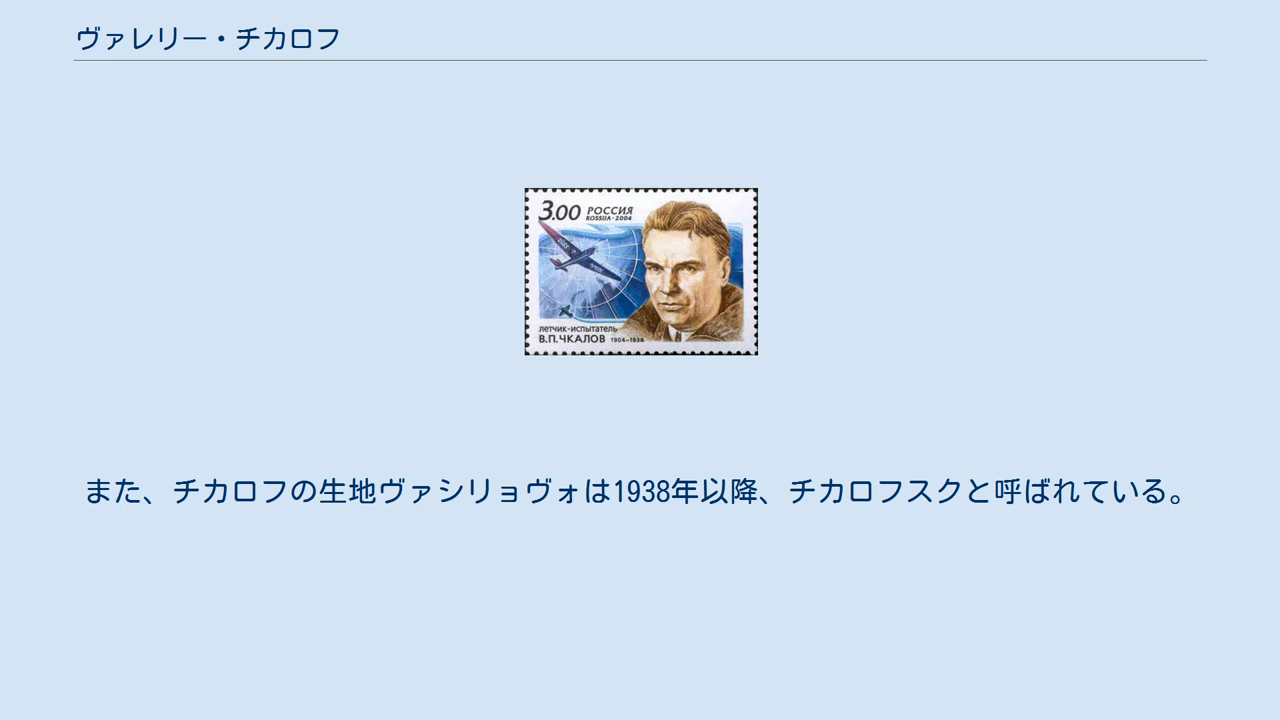 ヴァレリー・チカロフ
3.00 РОССИЯ
ROSSIJA·2004
летчик-испытатель
В.П.ЧКАЛОВ 1904–1938
また、チカロフの生地ヴァシリョヴォは1938年以降、チカロフスクと呼ばれている。